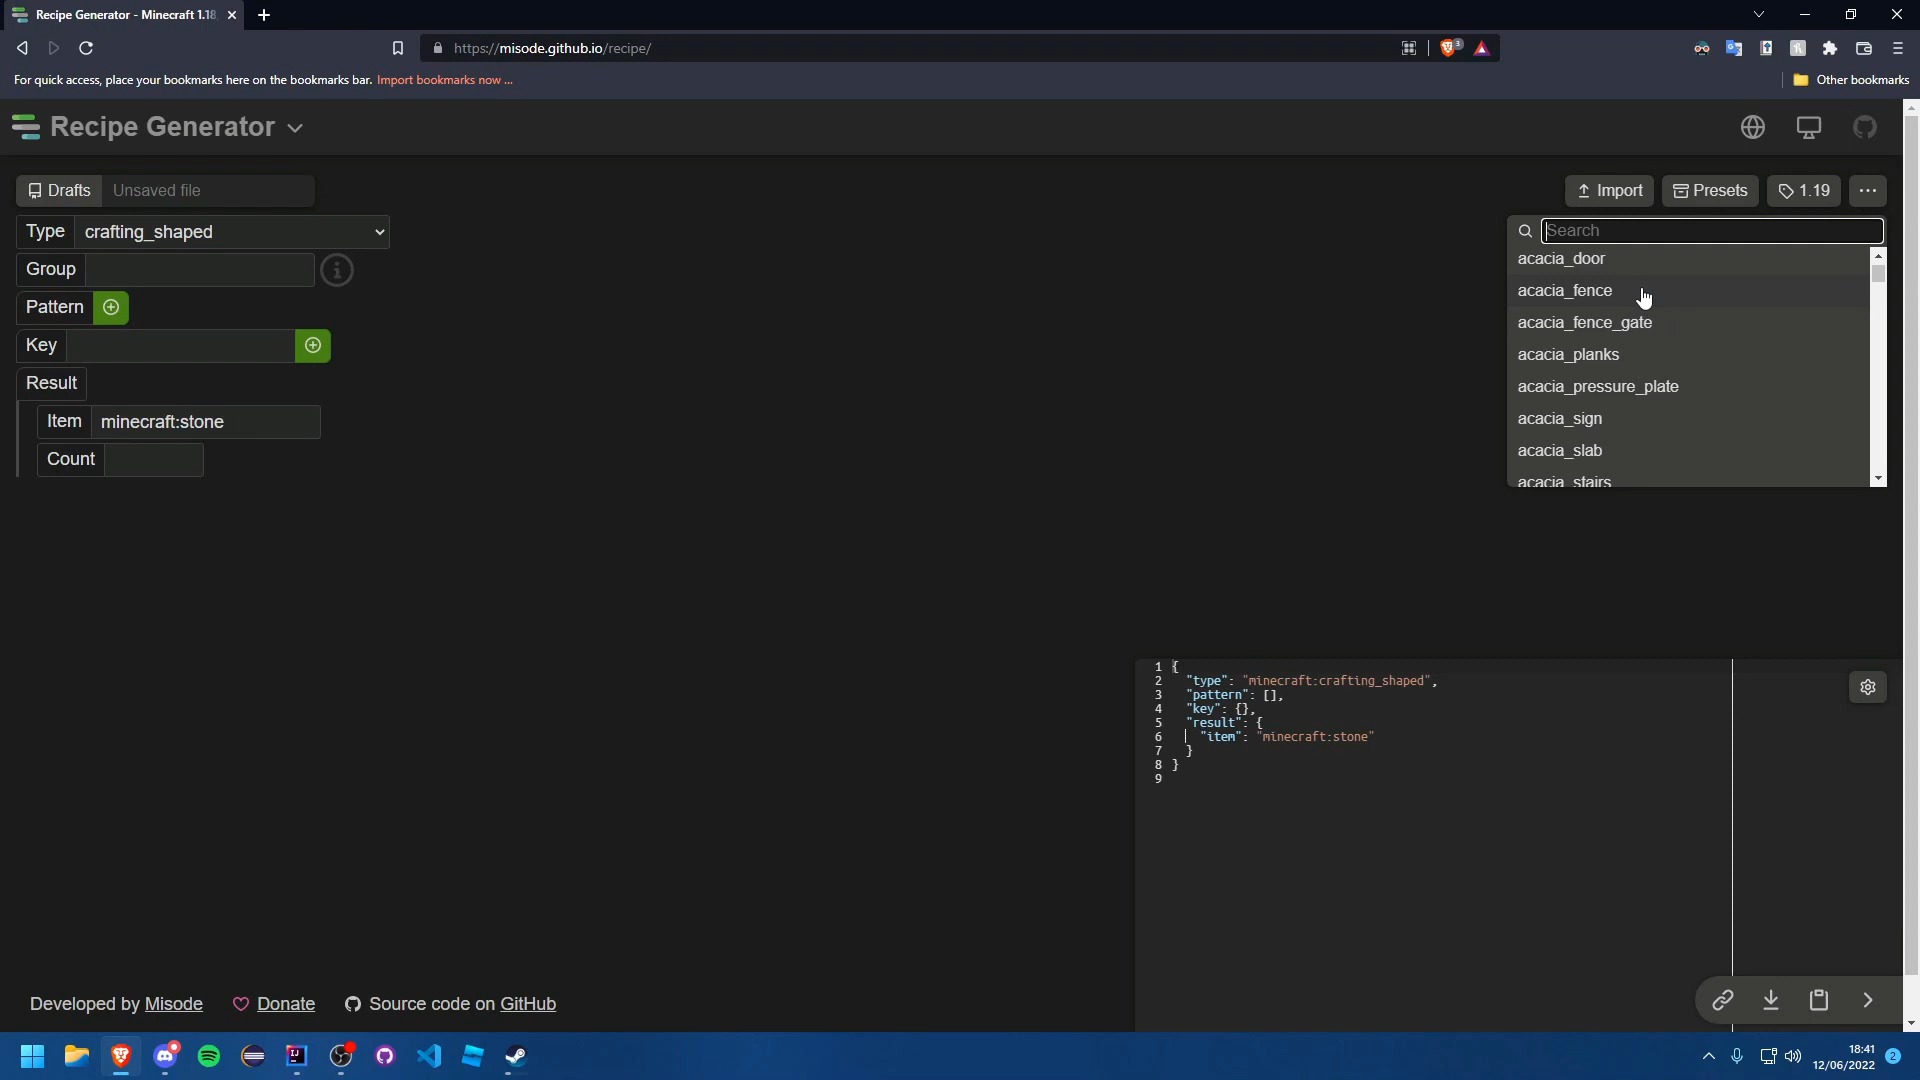 Recipe Generator - Minecraft 1.18
https://misode.github.io/recipe/
3
For quick access, place your bookmarks here on the bookmarks bar. Import bookmarks now ...
Other bookmarks
Recipe Generator
Drafts
Unsaved file
Import
Presets
1.19
Type
crafting_shaped
Search
acacia_door
Group
acacia_fence
Pattern
acacia_fence_gate
Key
acacia_planks
Result
acacia_pressure_plate
Item
minecraft:stone
acacia_sign
Count
acacia_slab
acacia_stairs
1 {
2 "type": "minecraft:crafting_shaped",
3 "pattern": [],
4 "key": {},
5 "result": {
6 "item": "minecraft:stone"
7 }
8 }
9
Developed by Misode
Donate
Source code on GitHub
18:41
12/06/2022
2